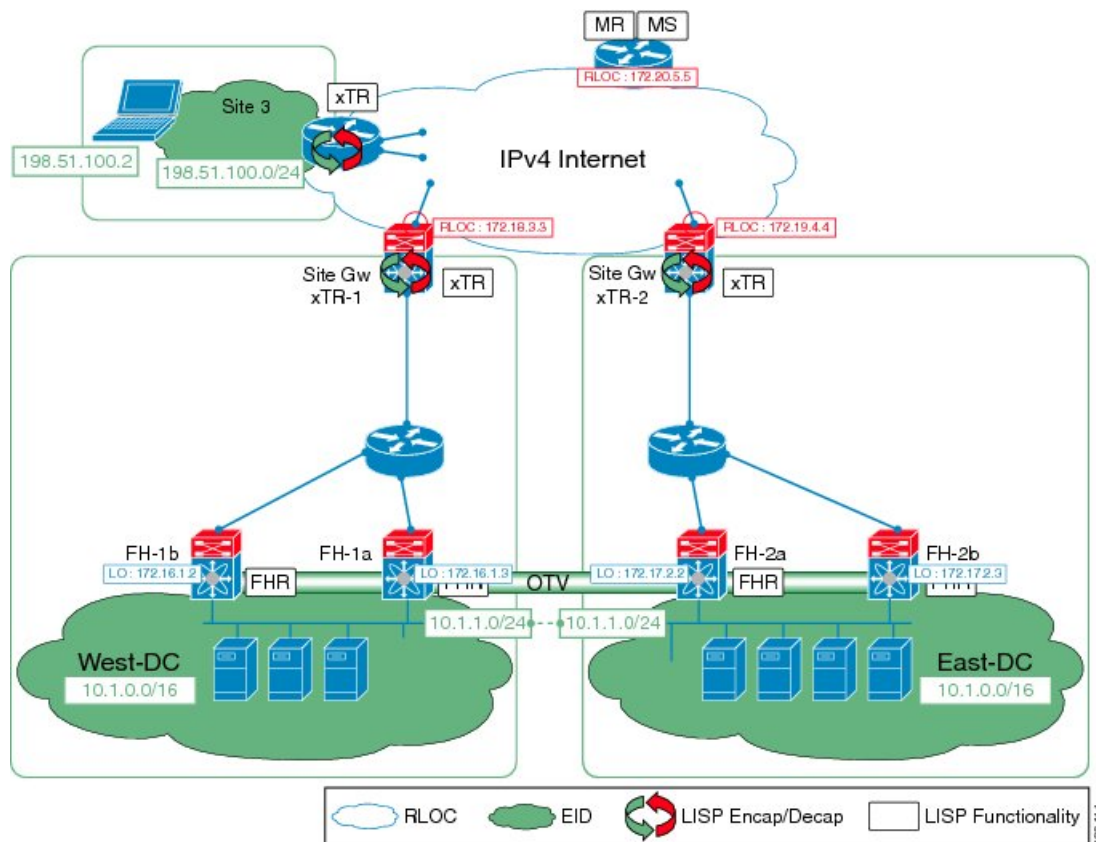 MR MS
RLOC : 172.20.5.5
Site 3
xTR
IPv4 Internet
198.51.100.2
198.51.100.0/24
RLOC : 172.18.3.3
RLOC : 172.19.4.4
Site Gw
xTR-1
xTR
Site Gw
xTR-2
xTR
FH-1b
FH-1a
FH-2a
FH-2b
LO : 172.16.1.2
FHR
LO : 172.16.1.3
OTV
LO : 172.17.2.2
FHR
LO : 172.17.2.3
10.1.1.0/24
10.1.1.0/24
West-DC
10.1.0.0/16
East-DC
10.1.0.0/16
RLOC
EID
LISP Encap/Decap
LISP Functionality